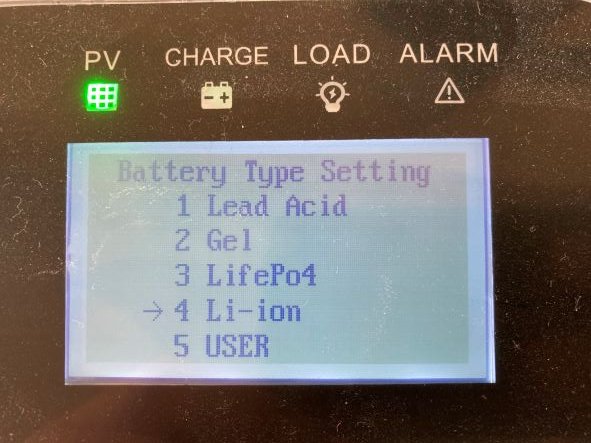 PV CHARGE LOAD ALARM
Battery Type Setting
1 Lead Acid
2 Gel
3 LifePo4
→ 4 Li-ion
5 USER